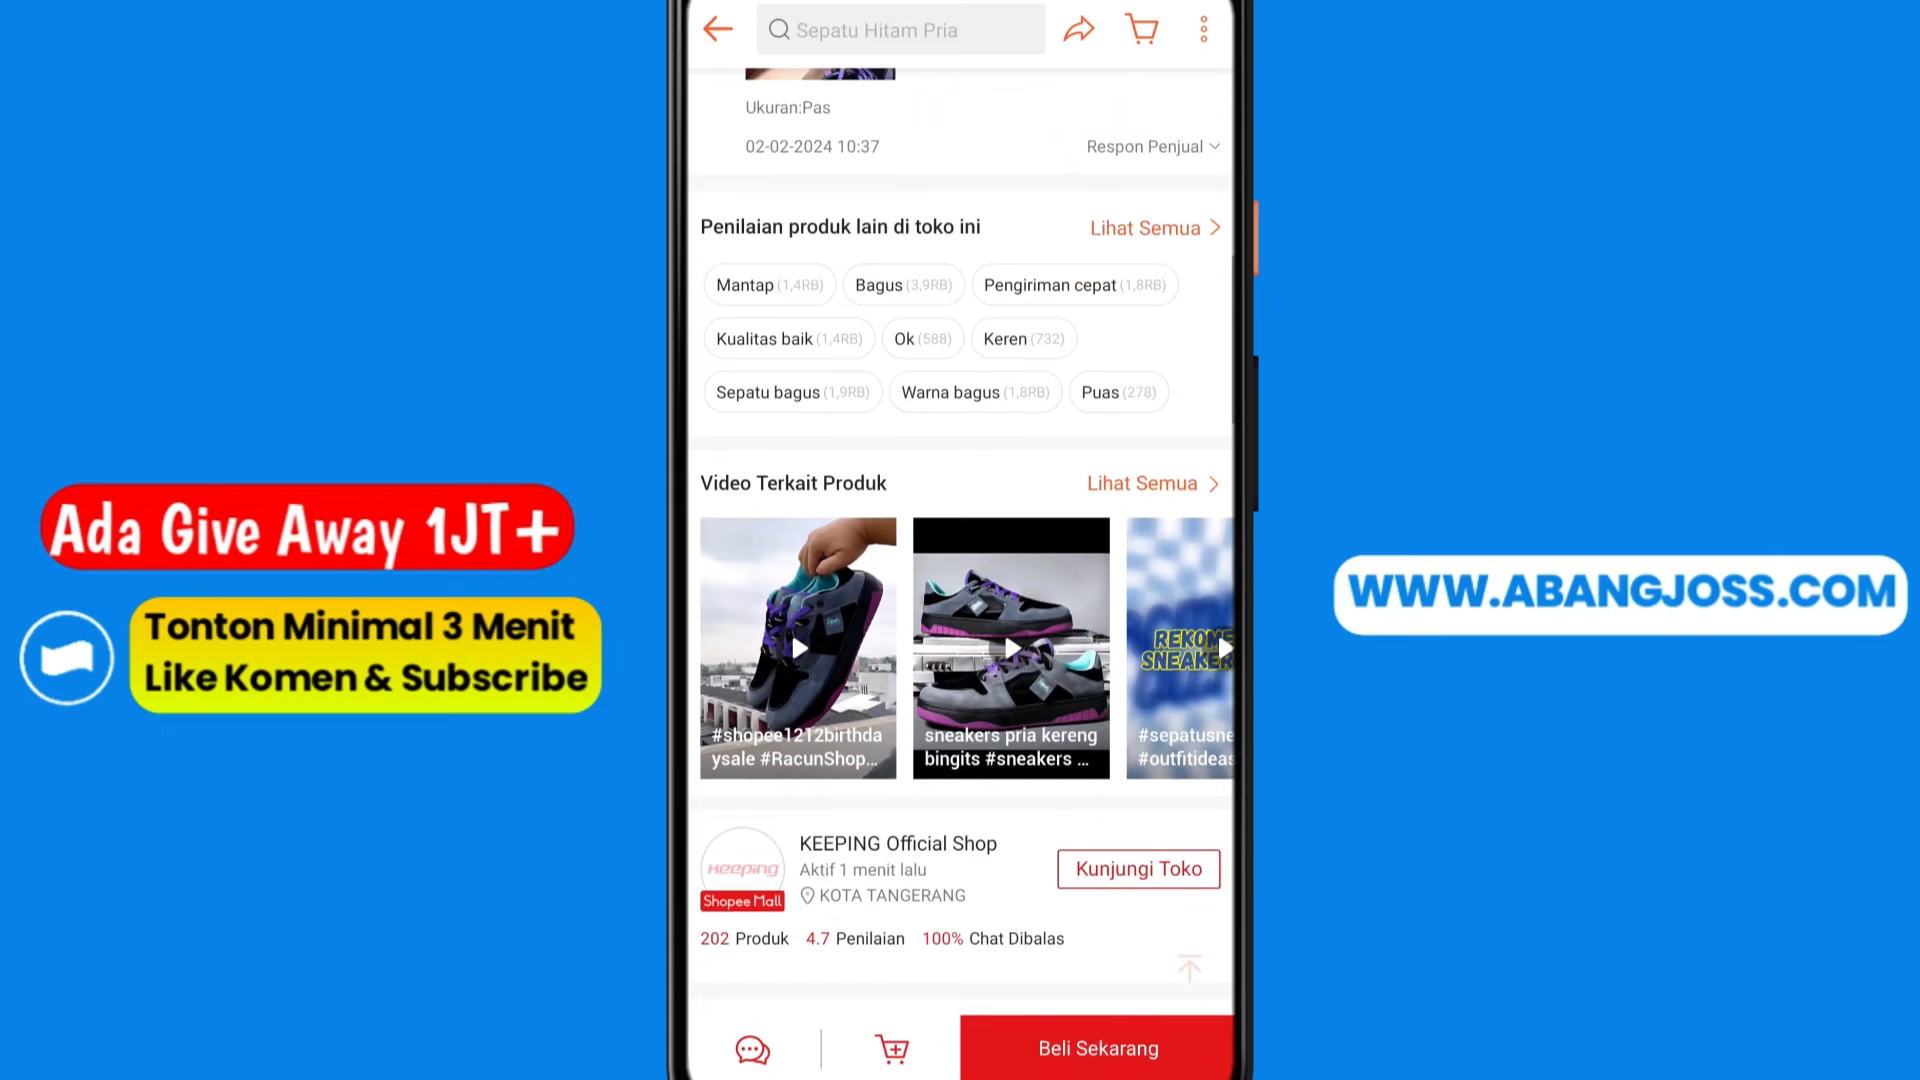 Sepatu Hitam Pria
Ukuran:Pas
02-02-2024 10:37
Respon Penjual
Penilaian produk lain di toko ini
Lihat Semua
Mantap (1,4RB)
Bagus (3,9RB)
Pengiriman cepat (1,8RB)
Kualitas baik (1,4RB)
Ok (588)
Keren (732)
Sepatu bagus (1,9RB)
Warna bagus (1,8RB)
Puas (278)
Video Terkait Produk
Lihat Semua
#shopee1212birthda
ysale #RacunShop...
sneakers pria kereng
bingits #sneakers ...
REKOME
SNEAKER
#sepatusne
#outfitideas
keeping
Shopee Mall
KEEPING Official Shop
Aktif 1 menit lalu
KOTA TANGERANG
Kunjungi Toko
202 Produk
4.7 Penilaian
100% Chat Dibalas
Beli Sekarang
Ada Give Away 1JT+
Tonton Minimal 3 Menit
Like Komen & Subscribe
WWW.ABANGJOSS.COM